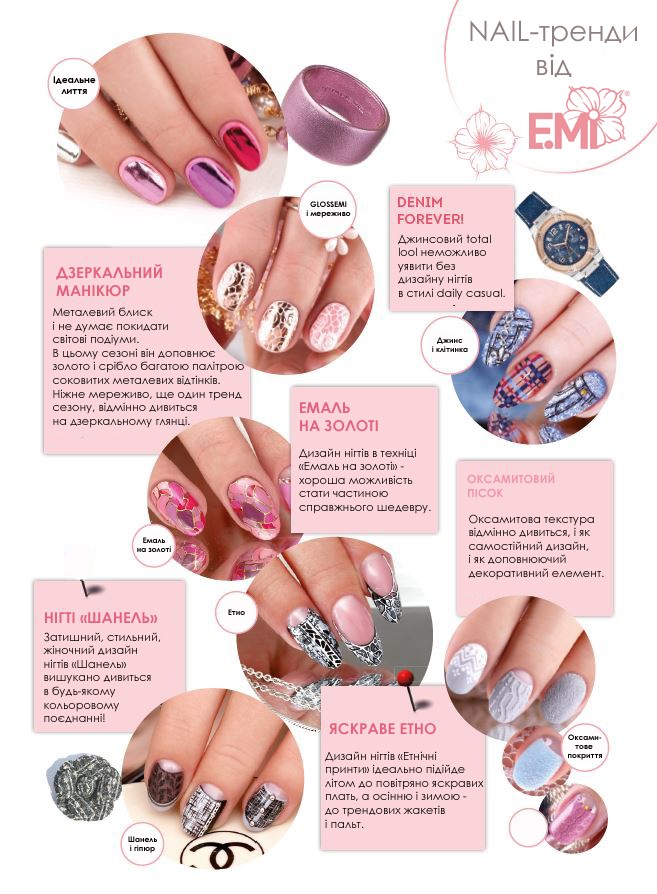 NAIL-тренди
від
E.MI
Ідеальне
лиття
GLOSSEMI
і мереживо
DENIM
FOREVER!
Джинсовий total
lool неможливо
уявити без
дизайну нігтів
в стилі daily casual.
ДЗЕРКАЛЬНИЙ
МАНІКЮР
Металевий блиск
і не думає покидати
світові подіуми.
В цьому сезоні він доповнює
золото і срібло багатою палітрою
соковитих металевих відтінків.
Ніжне мереживо, ще один тренд
сезону, відмінно дивиться
на дзеркальному глянці.
Джинс
і клітинка
ЕМАЛЬ
НА ЗОЛОТІ
Дизайн нігтів в техніці
«Емаль на золоті» -
хороша можливість
стати частиною
справжнього шедевру.
Емаль
на золоті
ОКСАМИТОВИЙ
ПІСОК
Оксамитова текстура
відмінно дивиться, і як
самостійний дизайн,
і як доповнюючий
декоративний елемент.
Етно
НІГТІ «ШАНЕЛЬ»
Затишний, стильний,
жіночний дизайн
нігтів «Шанель»
вишукано дивиться
в будь-якому
кольоровому
поєднанні!
ЯСКРАВЕ ЕТНО
Дизайн нігтів «Етнічні
принти» ідеально підійде
літом до повітряно яскравих
плать, а осінню і зимою -
до трендових жакетів
і пальт.
Оксами-
тове
покриття
Шанель
і гіпюр